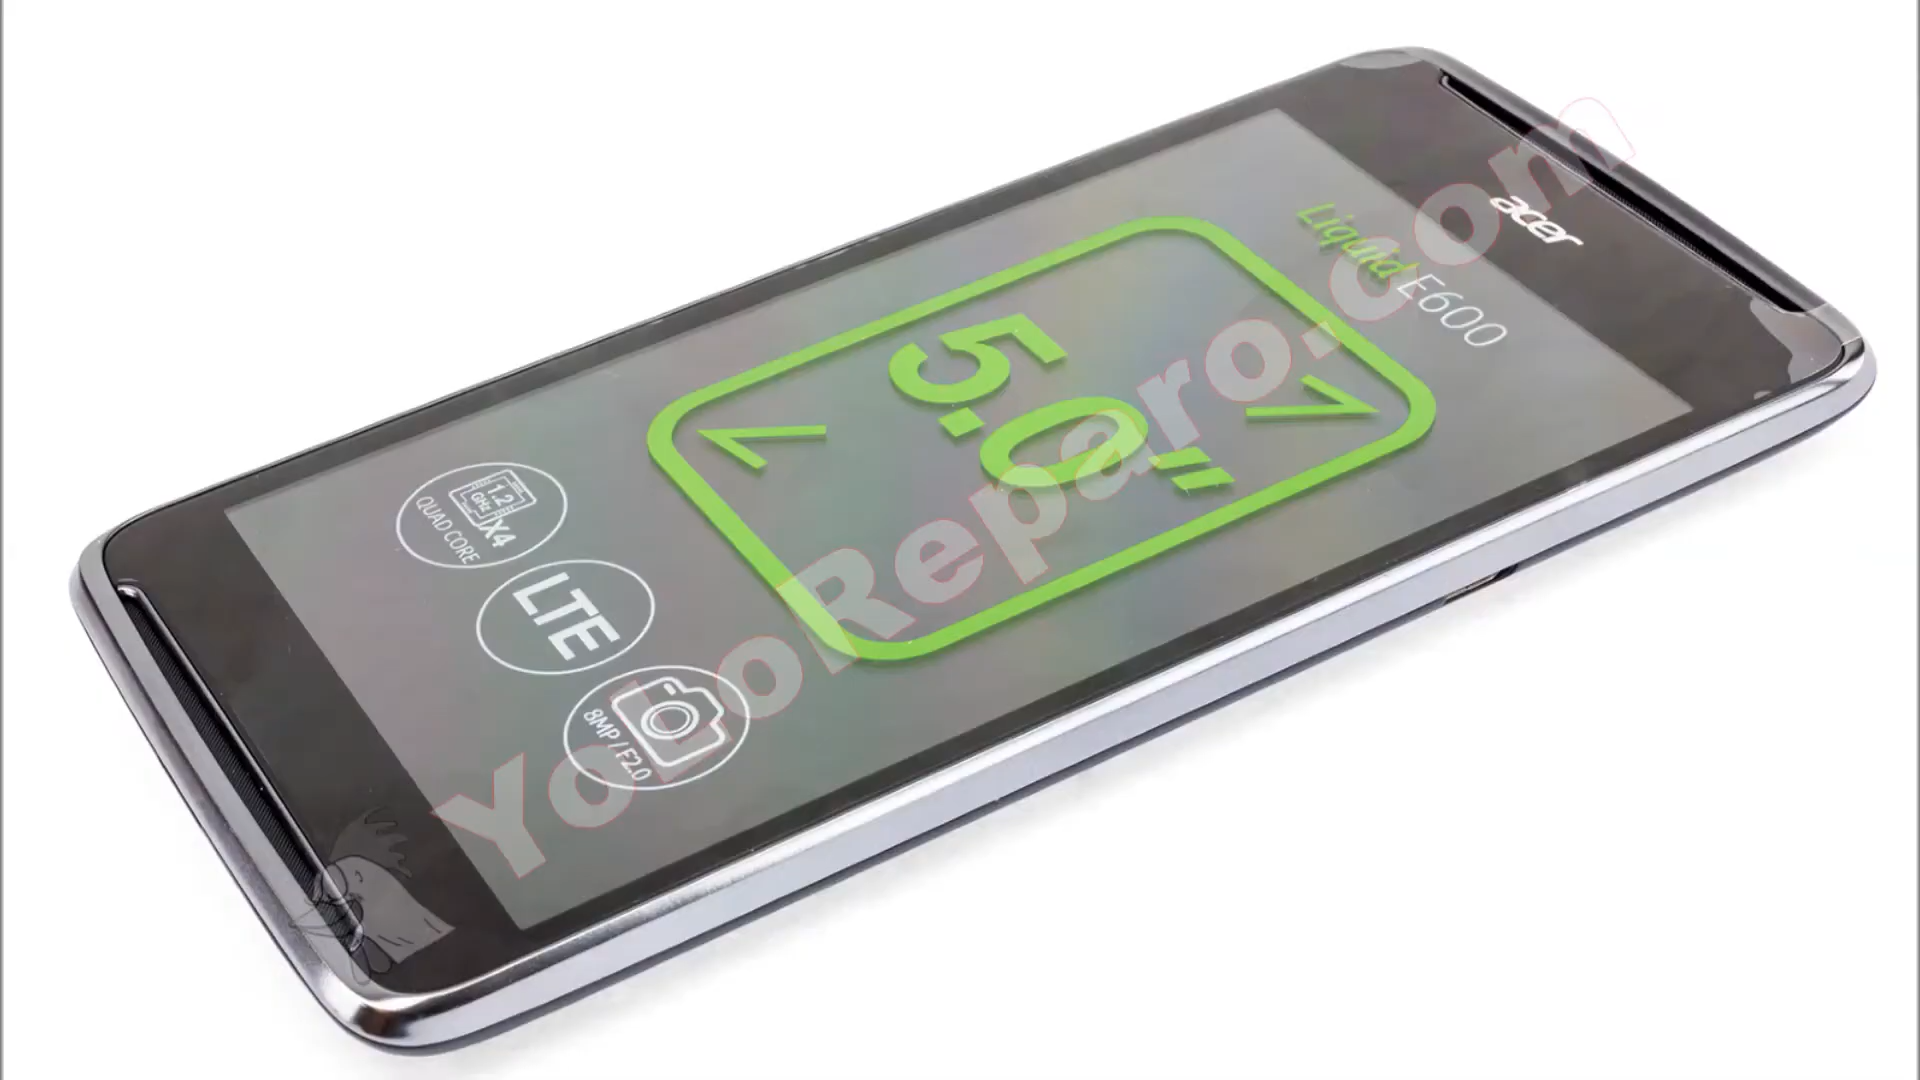 acer
Liquid E600
5.0"
1.2
GHz
X4
QUAD CORE
LTE
8MP / F2.0
YoLoReparo.com